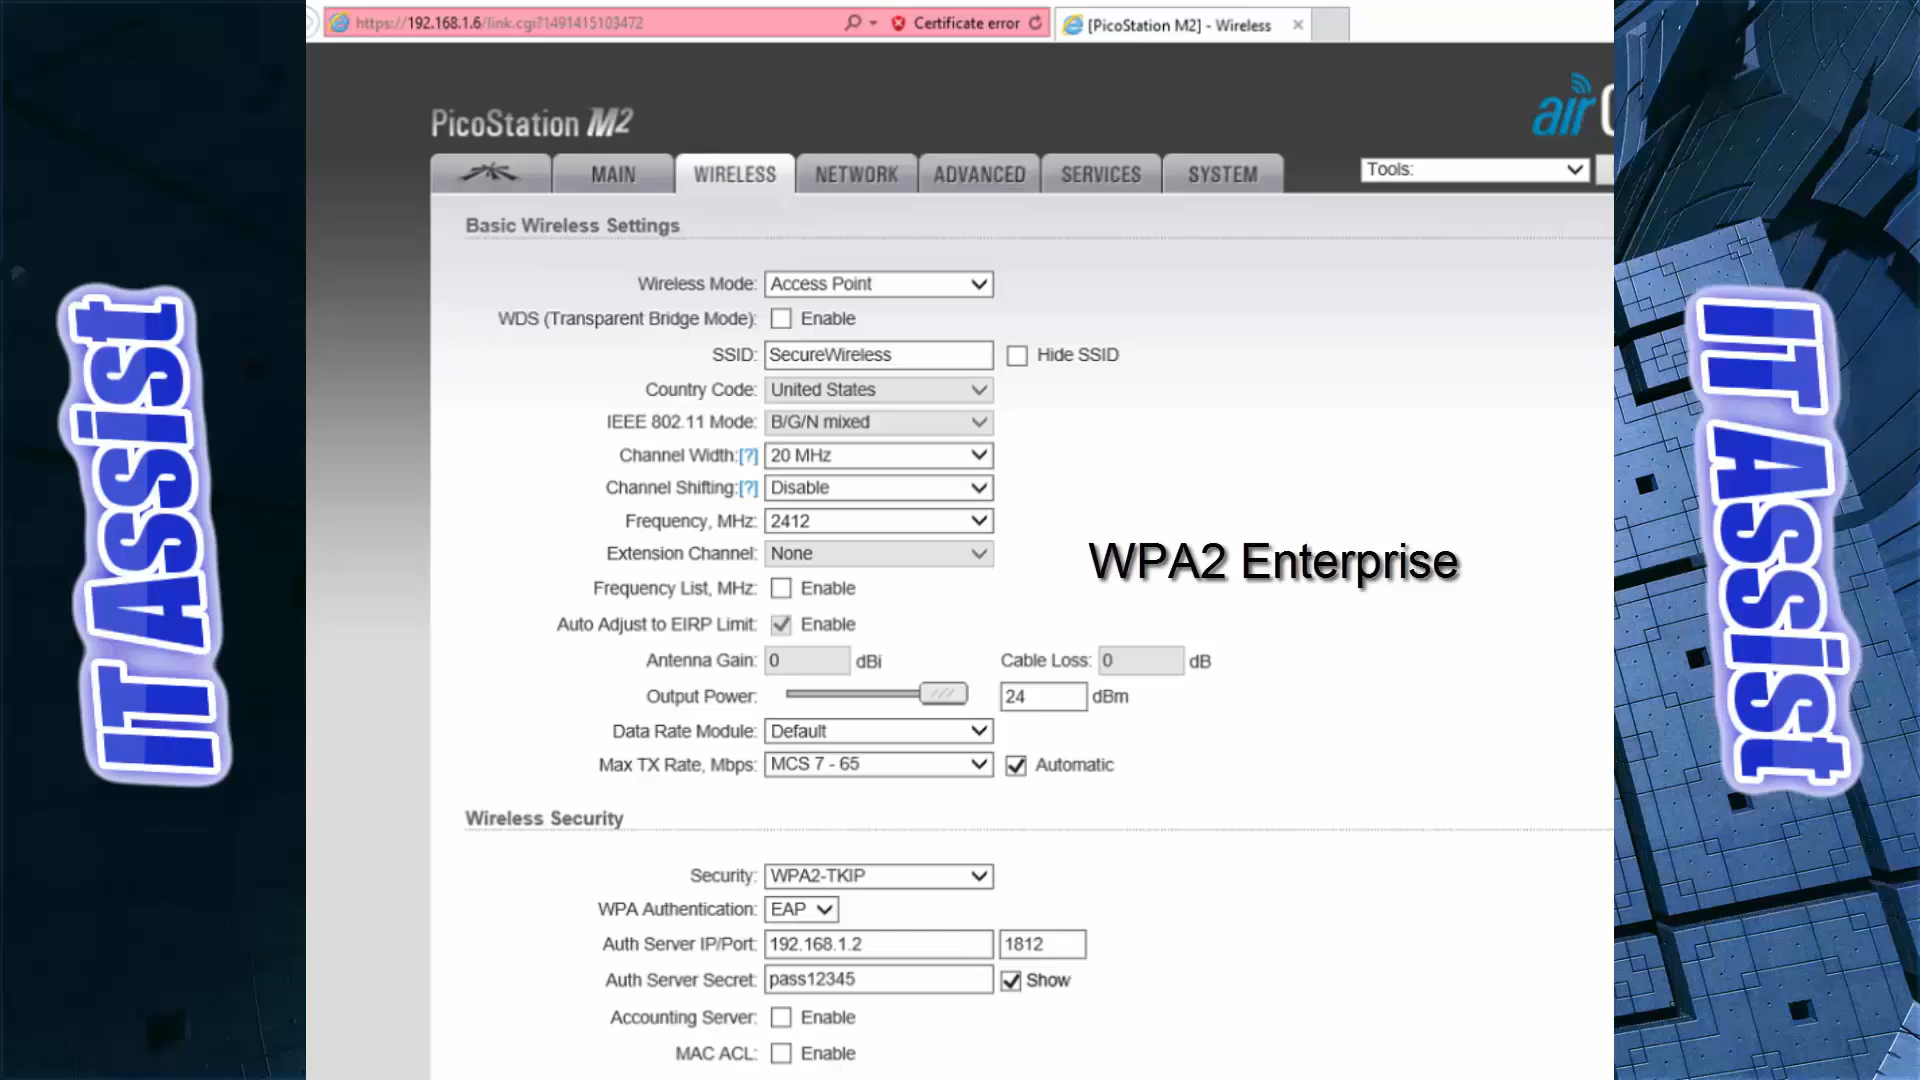 https://192.168.1.6/link.cgi?1491415103472
Certificate error
[PicoStation M2] - Wireless
PicoStation M2
air
MAIN
WIRELESS
NETWORK
ADVANCED
SERVICES
SYSTEM
Tools:
Basic Wireless Settings
Wireless Mode: Access Point
WDS (Transparent Bridge Mode): Enable
SSID: SecureWireless Hide SSID
Country Code: United States
IEEE 802.11 Mode: B/G/N mixed
Channel Width:[?] 20 MHz
Channel Shifting:[?] Disable
Frequency, MHz: 2412
Extension Channel: None
WPA2 Enterprise
Frequency List, MHz: Enable
Auto Adjust to EIRP Limit: Enable
Antenna Gain: 0 dBi Cable Loss: 0 dB
Output Power: 24 dBm
Data Rate Module: Default
Max TX Rate, Mbps: MCS 7 - 65 Automatic
Wireless Security
Security: WPA2-TKIP
WPA Authentication: EAP
Auth Server IP/Port: 192.168.1.2 1812
Auth Server Secret: pass12345 Show
Accounting Server: Enable
MAC ACL: Enable
IT Assist
IT Assist